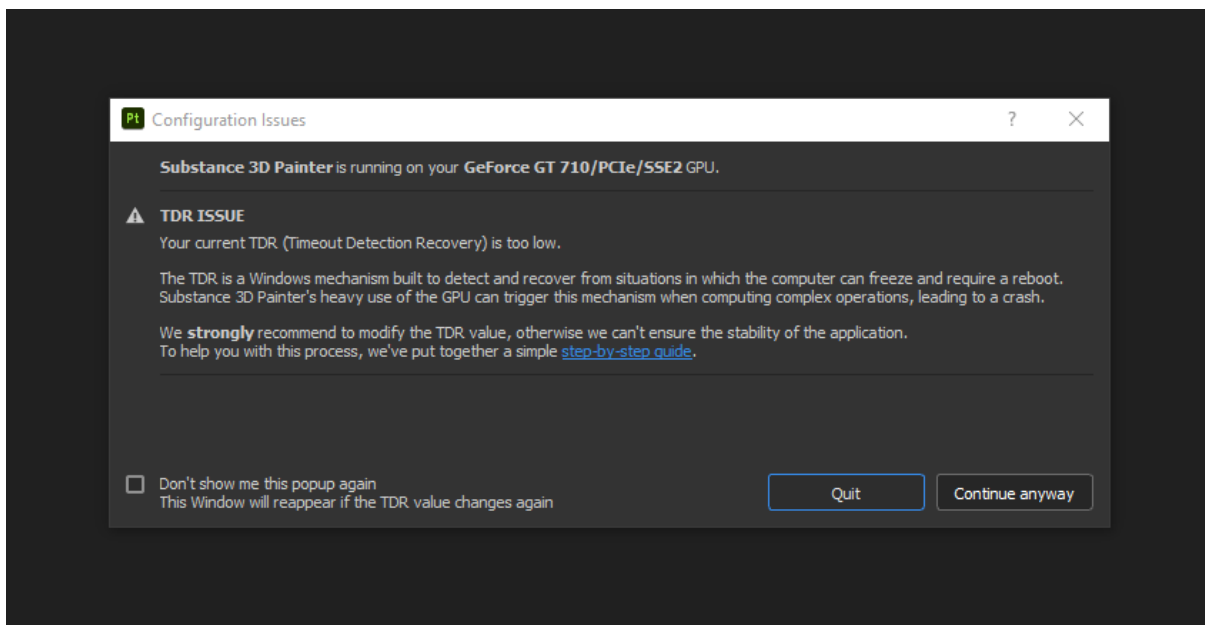 Pt Configuration Issues ?
Substance 3D Painter is running on your GeForce GT 710/PCIe/SSE2 GPU.
TDR ISSUE
Your current TDR (Timeout Detection Recovery) is too low.
The TDR is a Windows mechanism built to detect and recover from situations in which the computer can freeze and require a reboot.
Substance 3D Painter's heavy use of the GPU can trigger this mechanism when computing complex operations, leading to a crash.
We strongly recommend to modify the TDR value, otherwise we can't ensure the stability of the application.
To help you with this process, we've put together a simple step-by-step guide.
Don't show me this popup again
This Window will reappear if the TDR value changes again
Quit Continue anyway